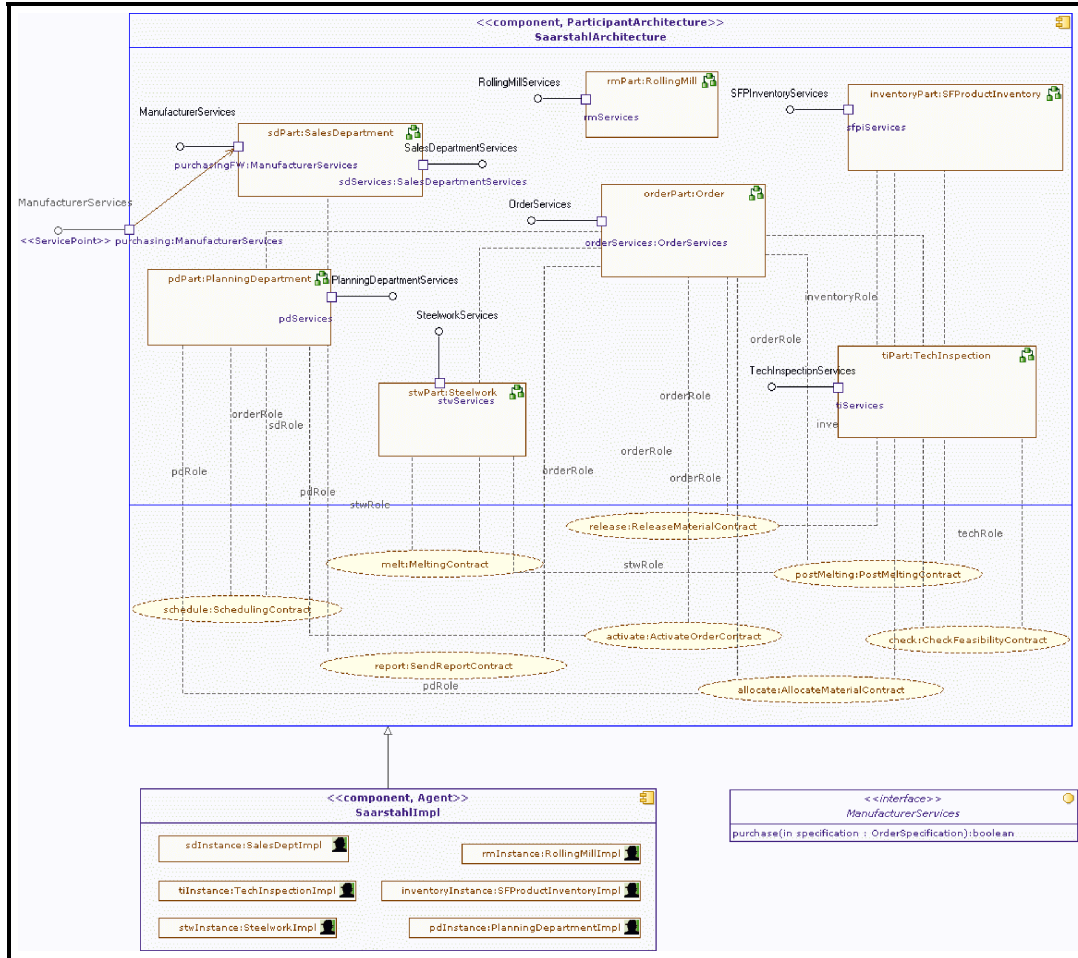 <<component, ParticipantArchitecture>>
SaarstahlArchitecture
RollingMillServices
rmPart:RollingMill
rmServices
SFPInventoryServices
inventoryPart:SFProductInventory
sfpiServices
ManufacturerServices
sdPart:SalesDepartment
SalesDepartmentServices
purchasingFW:ManufacturerServices
sdServices:SalesDepartmentServices
ManufacturerServices
<<ServicePoint>> purchasing:ManufacturerServices
OrderServices
orderPart:Order
orderServices:OrderServices
pdPart:PlanningDepartment
PlanningDepartmentServices
pdServices
SteelworkServices
stwPart:Steelwork
stwServices
inventoryRole
orderRole
tiPart:TechInspection
TechInspectionServices
tiServices
orderRole
orderRole
sdRole
inve
pdRole
pdRole
stwRole
orderRole
orderRole
orderRole
release:ReleaseMaterialContract
techRole
melt:MeltingContract
stwRole
postMelting:PostMeltingContract
schedule:SchedulingContract
activate:ActivateOrderContract
check:CheckFeasibilityContract
report:SendReportContract
pdRole
allocate:AllocateMaterialContract
<<component, Agent>>
SaarstahlImpl
sdInstance:SalesDeptImpl
rmInstance:RollingMillImpl
tiInstance:TechInspectionImpl
inventoryInstance:SFProductInventoryImpl
stwInstance:SteelworkImpl
pdInstance:PlanningDepartmentImpl
<<interface>>
ManufacturerServices
purchase(in specification : OrderSpecification):boolean